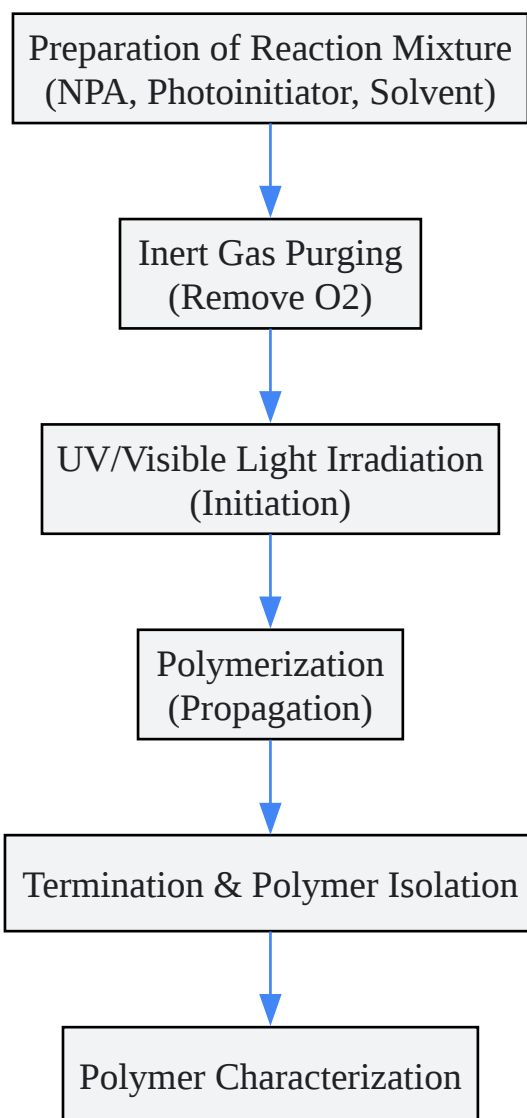 Preparation of Reaction Mixture
(NPA, Photoinitiator, Solvent)
Inert Gas Purging
(Remove O2)
UV/Visible Light Irradiation
(Initiation)
Polymerization
(Propagation)
Termination & Polymer Isolation
Polymer Characterization